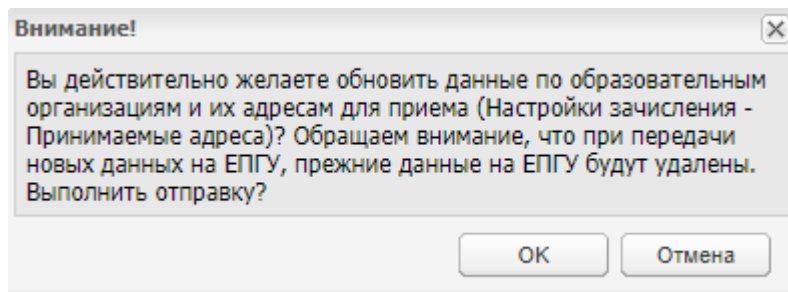 Внимание!
Вы действительно желаете обновить данные по образовательным
организациям и их адресам для приема (Настройки зачисления -
Принимаемые адреса)? Обращаем внимание, что при передачи
новых данных на ЕПГУ, прежние данные на ЕПГУ будут удалены.
Выполнить отправку?
OK
Отмена